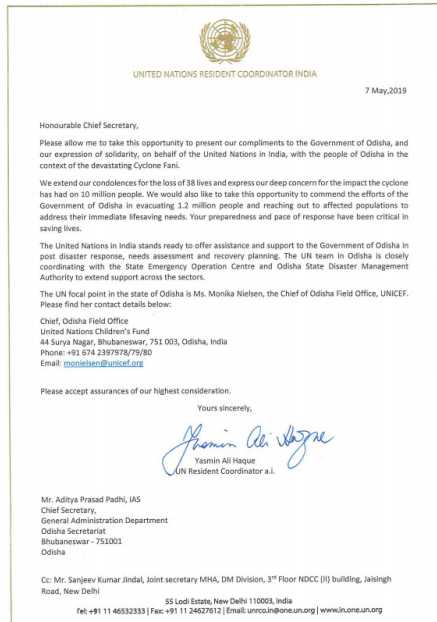 UNITED NATIONS RESIDENT COORDINATOR INDIA
7 May,2019
Honourable Chief Secretary,
Please allow me to take this opportunity to present our compliments to the Government of Odisha, and
our expression of solidarity, on behalf of the United Nations in India, with the people of Odisha in the
context of the devastating Cyclone Fani.
We extend our condolences for the loss of 38 lives and express our deep concern for the impact the cyclone
has had on 10 million people. We would also like to take this opportunity to commend the efforts of the
Government of Odisha in evacuating 1.2 million people and reaching out to affected populations to
address their immediate lifesaving needs. Your preparedness and pace of response have been critical in
saving lives.
The United Nations in India stands ready to offer assistance and support to the Government of Odisha in
post disaster response, needs assessment and recovery planning. The UN team in Odisha is closely
coordinating with the State Emergency Operation Centre and Odisha State Disaster Management
Authority to extend support across the sectors.
The UN focal point in the state of Odisha is Ms. Monika Nielsen, the Chief of Odisha Field Office, UNICEF.
Please find her contact details below:
Chief, Odisha Field Office
United Nations Children's Fund
44 Surya Nagar, Bhubaneswar, 751 003, Odisha, India
Phone: +91 674 2397978/79/80
Email: monielsen@unicef.org
Please accept assurances of our highest consideration.
Yours sincerely,
Yasmin Ali Haque
Yasmin Ali Haque
UN Resident Coordinator a.i.
Mr. Aditya Prasad Padhi, IAS
Chief Secretary,
General Administration Department
Odisha Secretariat
Bhubaneswar - 751001
Odisha
Cc: Mr. Sanjeev Kumar Jindal, Joint secretary MHA, DM Division, 3rd Floor NDCC (II) building, Jaisingh
Road, New Delhi
55 Lodi Estate, New Delhi 110003, India
Tel: +91 11 46532333 | Fax: +91 11 24627612 | Email: unrco.in@one.un.org | www.in.one.un.org